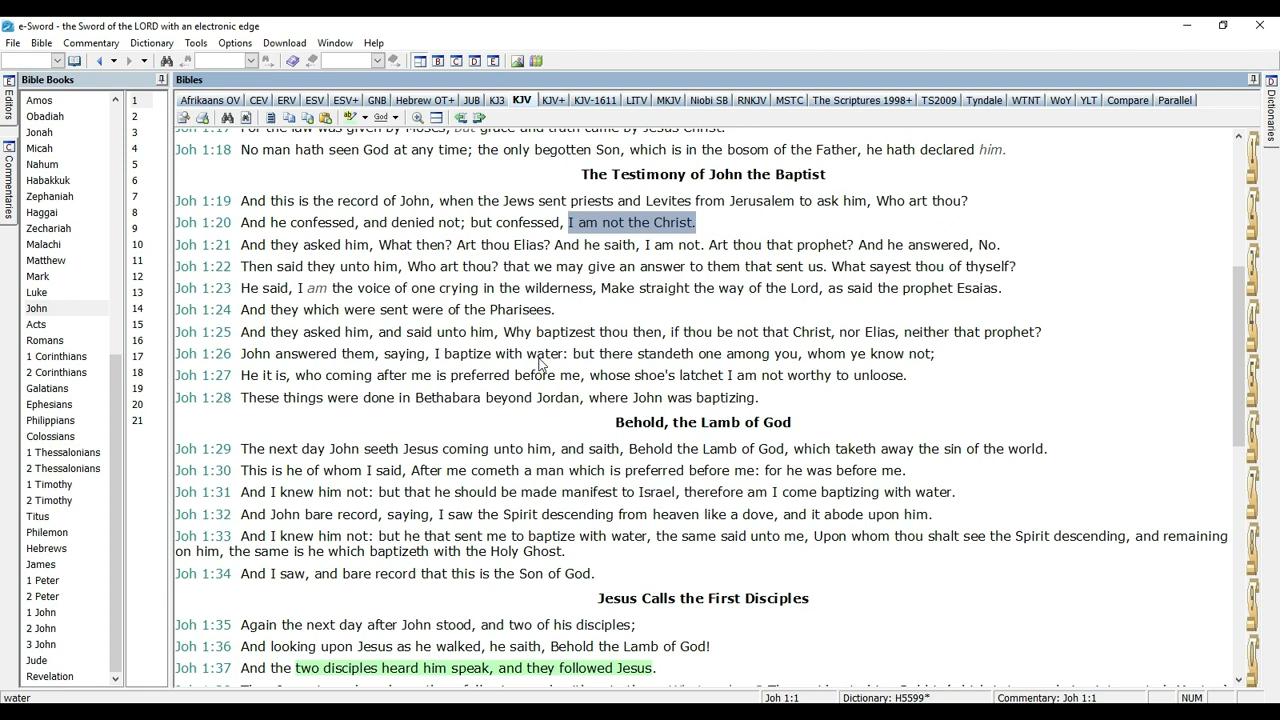 e-Sword - the Sword of the LORD with an electronic edge
File Bible Commentary Dictionary Tools Options Download Window Help
B C D E
Bible Books
Bibles
Editors
Commentaries
Dictionaries
Afrikaans OV CEV ERV ESV ESV+ GNB Hebrew OT+ JUB KJ3 KJV KJV+ KJV-1611 LITV MKJV Niobi SB RNKJV MSTC The Scriptures 1998+ TS2009 Tyndale WTNT WoY YLT Compare Parallel
God
Amos
Obadiah
Jonah
Micah
Nahum
Habakkuk
Zephaniah
Haggai
Zechariah
Malachi
Matthew
Mark
Luke
John
Acts
Romans
1 Corinthians
2 Corinthians
Galatians
Ephesians
Philippians
Colossians
1 Thessalonians
2 Thessalonians
1 Timothy
2 Timothy
Titus
Philemon
Hebrews
James
1 Peter
2 Peter
1 John
2 John
3 John
Jude
Revelation
1
2
3
4
5
6
7
8
9
10
11
12
13
14
15
16
17
18
19
20
21
Joh 1:17 For the law was given by Moses, but grace and truth came by Jesus Christ.
Joh 1:18 No man hath seen God at any time; the only begotten Son, which is in the bosom of the Father, he hath declared him.
The Testimony of John the Baptist
Joh 1:19 And this is the record of John, when the Jews sent priests and Levites from Jerusalem to ask him, Who art thou?
Joh 1:20 And he confessed, and denied not; but confessed, I am not the Christ.
Joh 1:21 And they asked him, What then? Art thou Elias? And he saith, I am not. Art thou that prophet? And he answered, No.
Joh 1:22 Then said they unto him, Who art thou? that we may give an answer to them that sent us. What sayest thou of thyself?
Joh 1:23 He said, I am the voice of one crying in the wilderness, Make straight the way of the Lord, as said the prophet Esaias.
Joh 1:24 And they which were sent were of the Pharisees.
Joh 1:25 And they asked him, and said unto him, Why baptizest thou then, if thou be not that Christ, nor Elias, neither that prophet?
Joh 1:26 John answered them, saying, I baptize with water: but there standeth one among you, whom ye know not;
Joh 1:27 He it is, who coming after me is preferred before me, whose shoe's latchet I am not worthy to unloose.
Joh 1:28 These things were done in Bethabara beyond Jordan, where John was baptizing.
Behold, the Lamb of God
Joh 1:29 The next day John seeth Jesus coming unto him, and saith, Behold the Lamb of God, which taketh away the sin of the world.
Joh 1:30 This is he of whom I said, After me cometh a man which is preferred before me: for he was before me.
Joh 1:31 And I knew him not: but that he should be made manifest to Israel, therefore am I come baptizing with water.
Joh 1:32 And John bare record, saying, I saw the Spirit descending from heaven like a dove, and it abode upon him.
Joh 1:33 And I knew him not: but he that sent me to baptize with water, the same said unto me, Upon whom thou shalt see the Spirit descending, and remaining
on him, the same is he which baptizeth with the Holy Ghost.
Joh 1:34 And I saw, and bare record that this is the Son of God.
Jesus Calls the First Disciples
Joh 1:35 Again the next day after John stood, and two of his disciples;
Joh 1:36 And looking upon Jesus as he walked, he saith, Behold the Lamb of God!
Joh 1:37 And the two disciples heard him speak, and they followed Jesus.
water
Joh 1:1
Dictionary: H5599*
Commentary: Joh 1:1
NUM